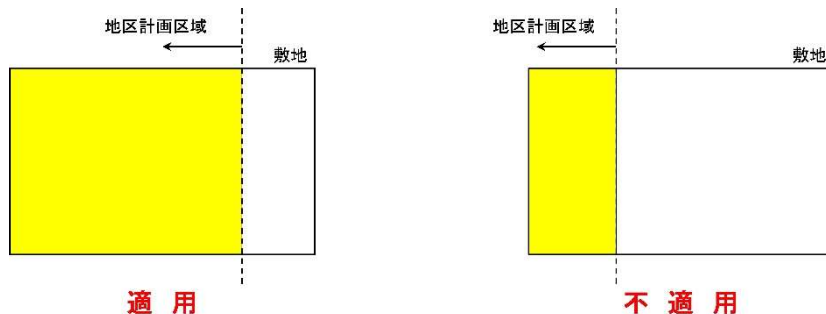 地区計画区域
敷地
適 用
地区計画区域
敷地
不 適 用